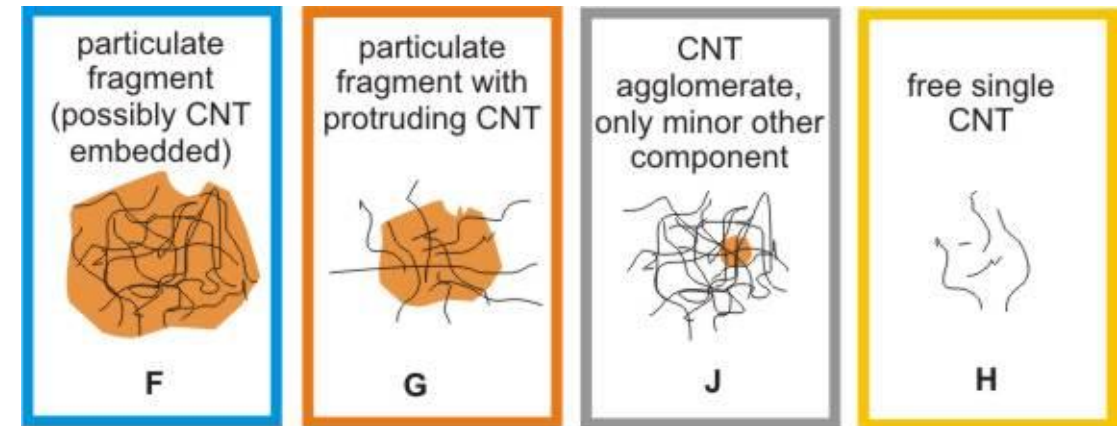 particulate
fragment
(possibly CNT
embedded)
F
particulate
fragment with
protruding CNT
G
CNT
agglomerate,
only minor other
component
J
free single
CNT
H